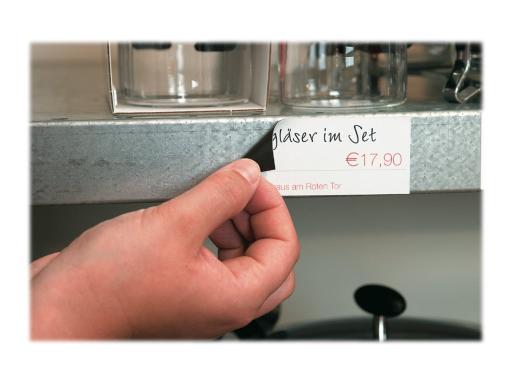 gläser im Set
€17,90
aus am Roten Tor